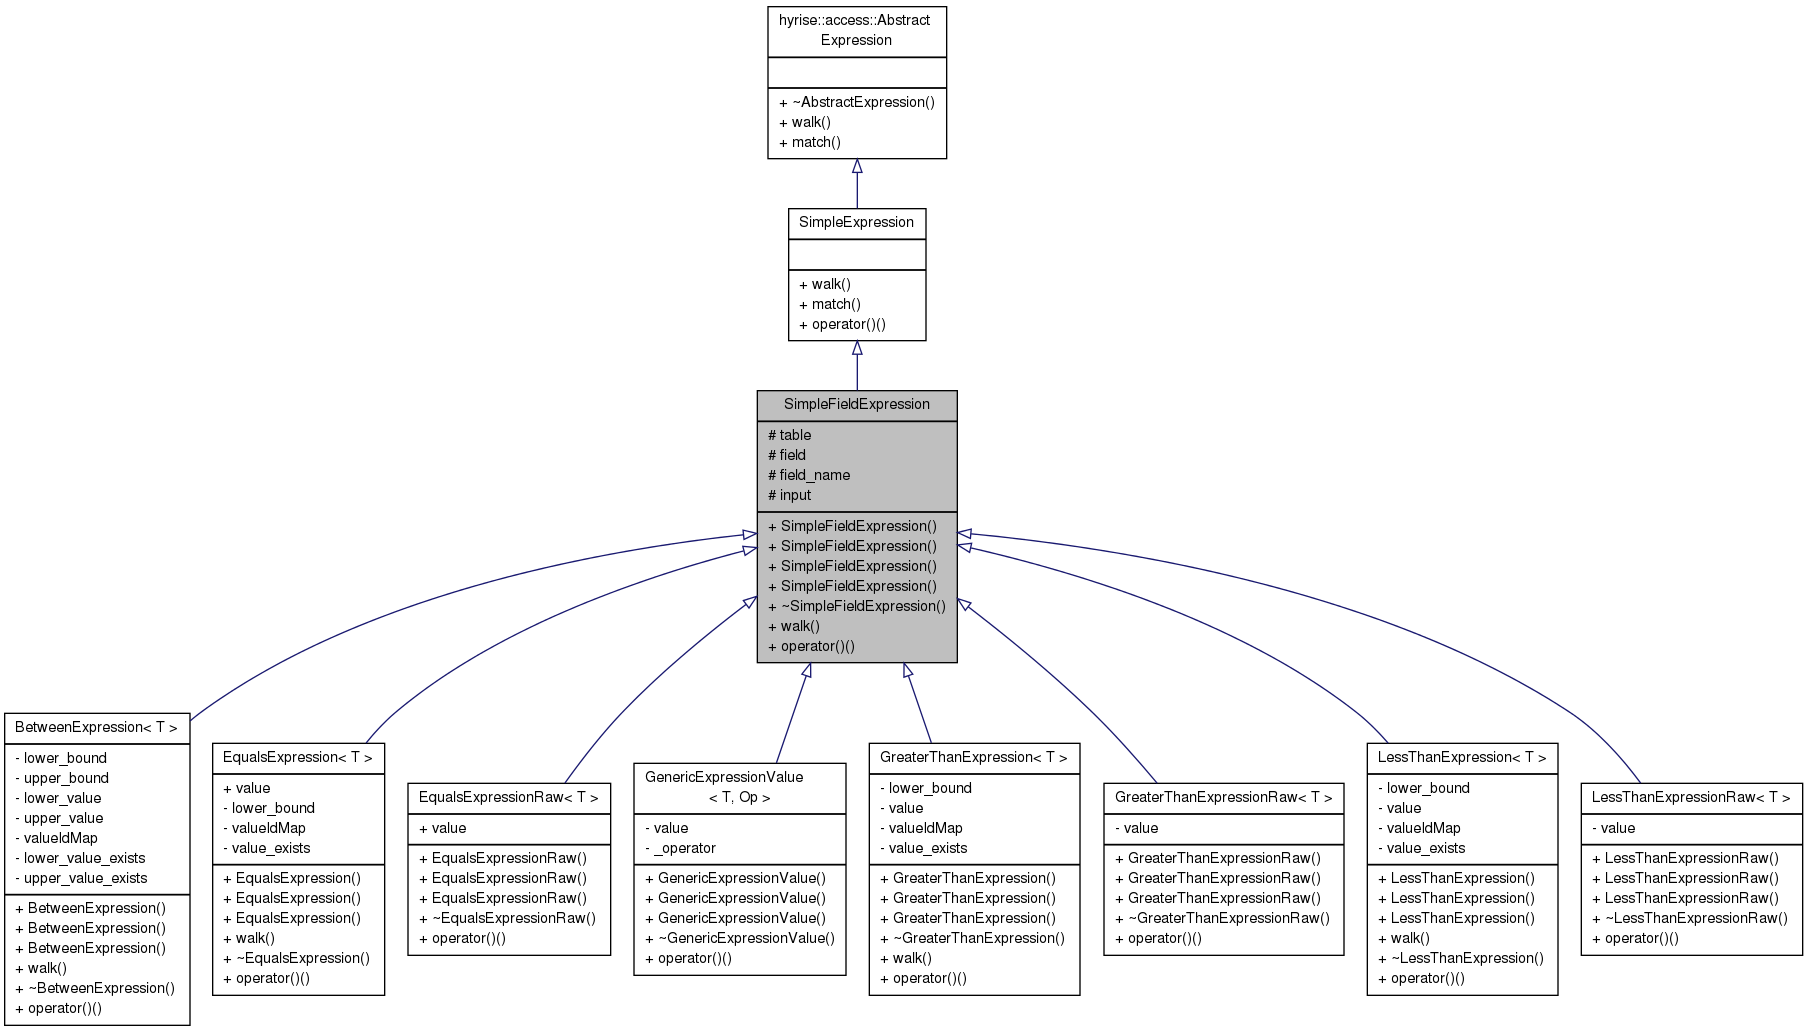 hyrise::access::Abstract
Expression
+ ~AbstractExpression()
+ walk()
+ match()
SimpleExpression
+ walk()
+ match()
+ operator()()
SimpleFieldExpression
# table
# field
# field_name
# input
+ SimpleFieldExpression()
+ SimpleFieldExpression()
+ SimpleFieldExpression()
+ SimpleFieldExpression()
+ ~SimpleFieldExpression()
+ walk()
+ operator()()
BetweenExpression< T >
- lower_bound
- upper_bound
- lower_value
- upper_value
- valueIdMap
- lower_value_exists
- upper_value_exists
+ BetweenExpression()
+ BetweenExpression()
+ BetweenExpression()
+ walk()
+ ~BetweenExpression()
+ operator()()
EqualsExpression< T >
+ value
- lower_bound
- valueIdMap
- value_exists
+ EqualsExpression()
+ EqualsExpression()
+ EqualsExpression()
+ walk()
+ ~EqualsExpression()
+ operator()()
EqualsExpressionRaw< T >
+ value
+ EqualsExpressionRaw()
+ EqualsExpressionRaw()
+ EqualsExpressionRaw()
+ ~EqualsExpressionRaw()
+ operator()()
GenericExpressionValue
< T, Op >
- value
- _operator
+ GenericExpressionValue()
+ GenericExpressionValue()
+ GenericExpressionValue()
+ ~GenericExpressionValue()
+ operator()()
GreaterThanExpression< T >
- lower_bound
- value
- valueIdMap
- value_exists
+ GreaterThanExpression()
+ GreaterThanExpression()
+ GreaterThanExpression()
+ ~GreaterThanExpression()
+ walk()
+ operator()()
GreaterThanExpressionRaw< T >
- value
+ GreaterThanExpressionRaw()
+ GreaterThanExpressionRaw()
+ GreaterThanExpressionRaw()
+ ~GreaterThanExpressionRaw()
+ operator()()
LessThanExpression< T >
- lower_bound
- value
- valueIdMap
- value_exists
+ LessThanExpression()
+ LessThanExpression()
+ LessThanExpression()
+ walk()
+ ~LessThanExpression()
+ operator()()
LessThanExpressionRaw< T >
- value
+ LessThanExpressionRaw()
+ LessThanExpressionRaw()
+ LessThanExpressionRaw()
+ ~LessThanExpressionRaw()
+ operator()()